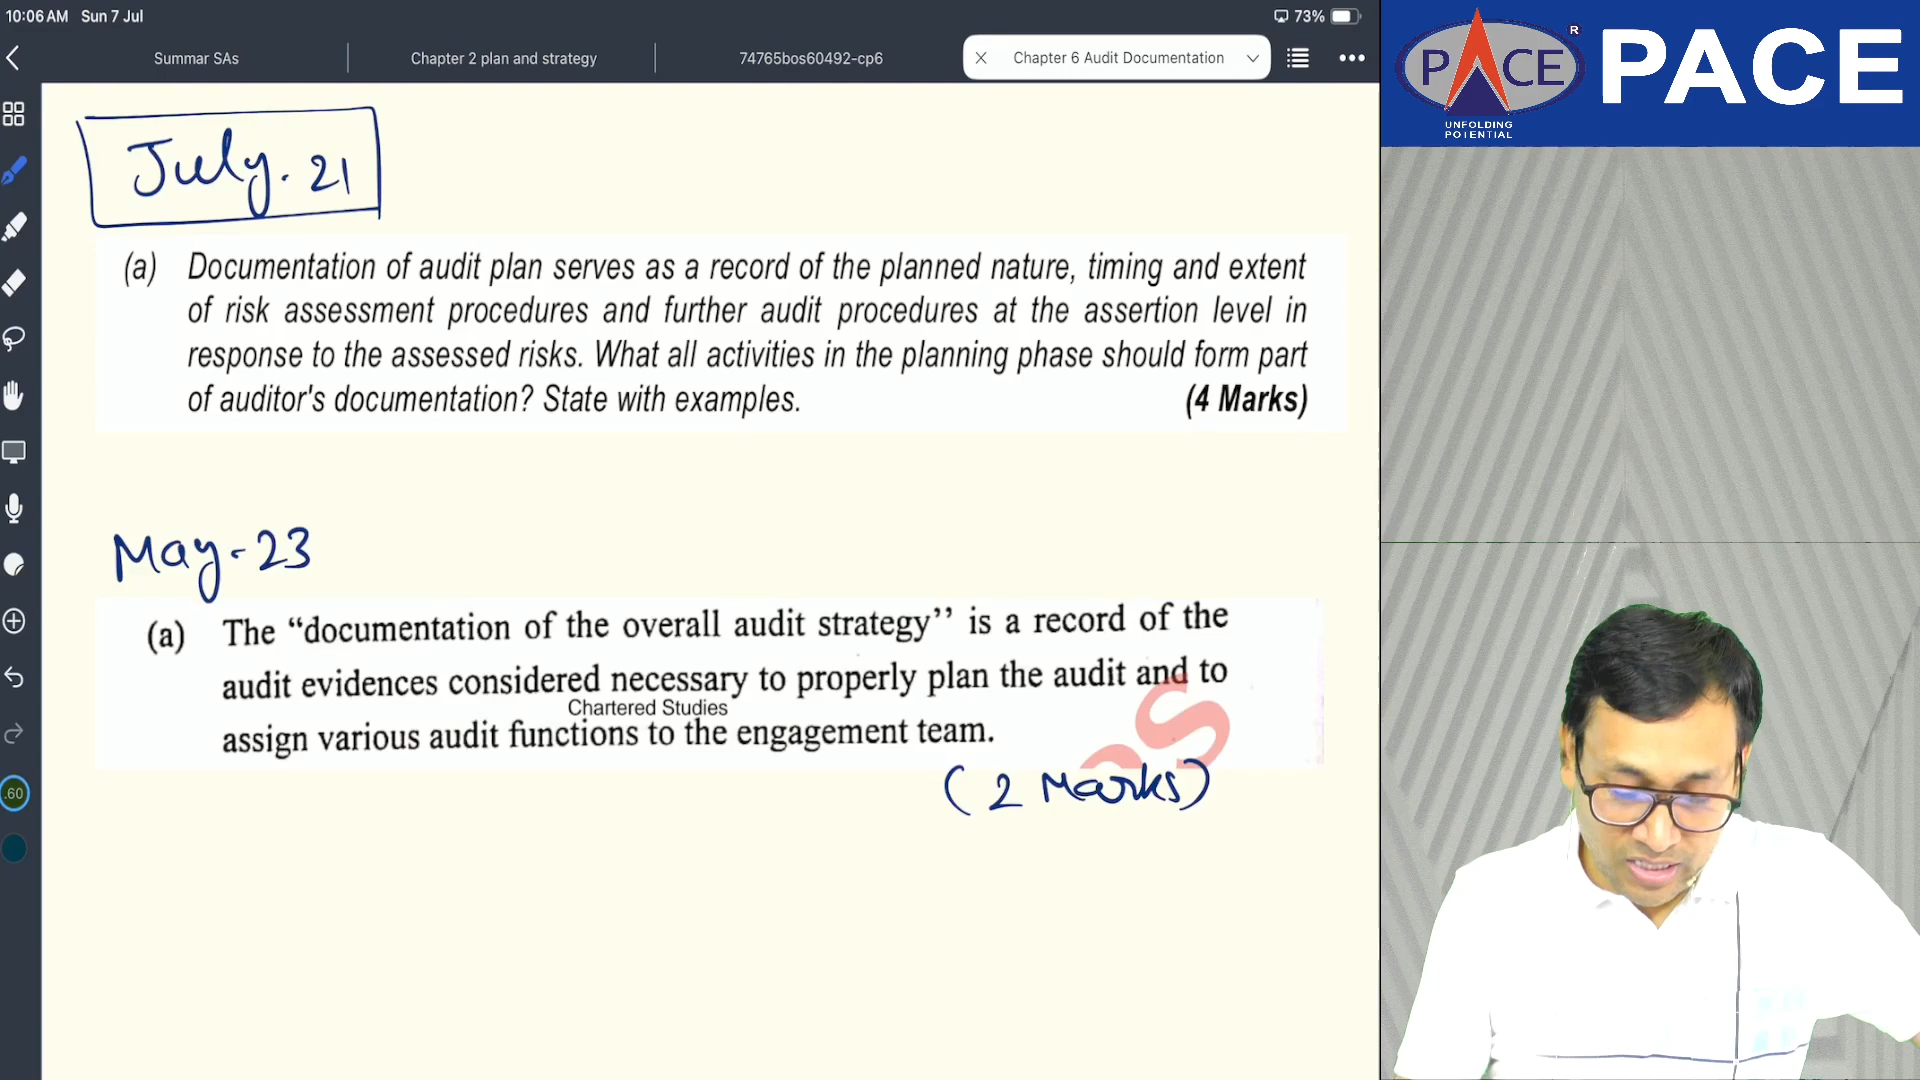 10:06 AM Sun 7 Jul
73%
Summar SAs
Chapter 2 plan and strategy
74765bos60492-cp6
Chapter 6 Audit Documentation
PACE
UNFOLDING
POTENTIAL
®
PACE
July. 21
(a) Documentation of audit plan serves as a record of the planned nature, timing and extent
of risk assessment procedures and further audit procedures at the assertion level in
response to the assessed risks. What all activities in the planning phase should form part
of auditor's documentation? State with examples. (4 Marks)
May-23
(a) The “documentation of the overall audit strategy’’ is a record of the
audit evidences considered necessary to properly plan the audit and to
Chartered Studies
assign various audit functions to the engagement team.
(2 Marks)
.60